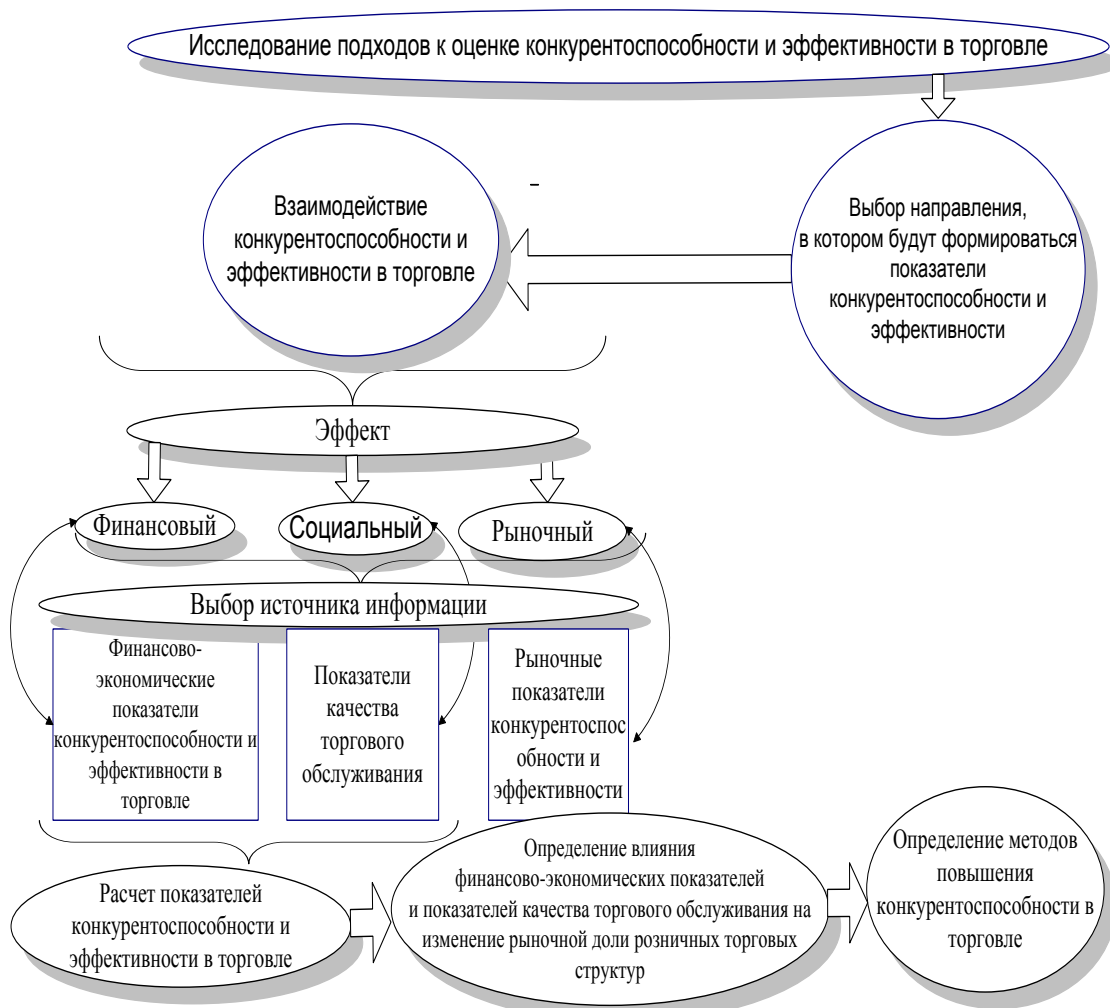 Исследование подходов к оценке конкурентоспособности и эффективности в торговле
Взаимодействие
конкурентоспособности и
эффективности в торговле
Выбор направления,
в котором будут формироваться
показатели
конкурентоспособности и
эффективности
Эффект
Финансовый
Социальный
Рыночный
Выбор источника информации
Финансово-
экономические
показатели
конкурентоспособности и
эффективности в
торговле
Показатели
качества
торгового
обслуживания
Рыночные
показатели
конкурентоспос
обности и
эффективности
Расчет показателей
конкурентоспособности и
эффективности в торговле
Определение влияния
финансово-экономических показателей
и показателей качества торгового обслуживания на
изменение рыночной доли розничных торговых
структур
Определение методов
повышения
конкурентоспособности в
торговле